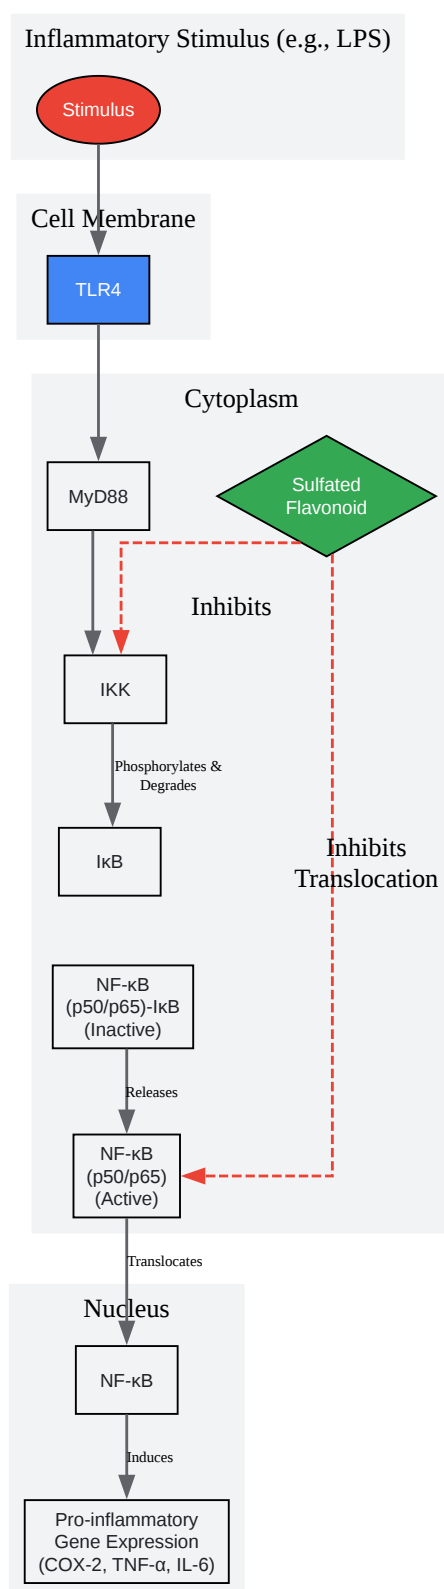 Inflammatory Stimulus (e.g., LPS)
Stimulus
Cell Membrane
TLR4
Cytoplasm
MyD88
Sulfated
Flavonoid
Inhibits
IKK
Phosphorylates &
Degrades
IκB
Inhibits
Translocation
NF-κB
(p50/p65)-IκB
(Inactive)
Releases
NF-κB
(p50/p65)
(Active)
Translocates
Nucleus
NF-κB
Induces
Pro-inflammatory
Gene Expression
(COX-2, TNF-α, IL-6)